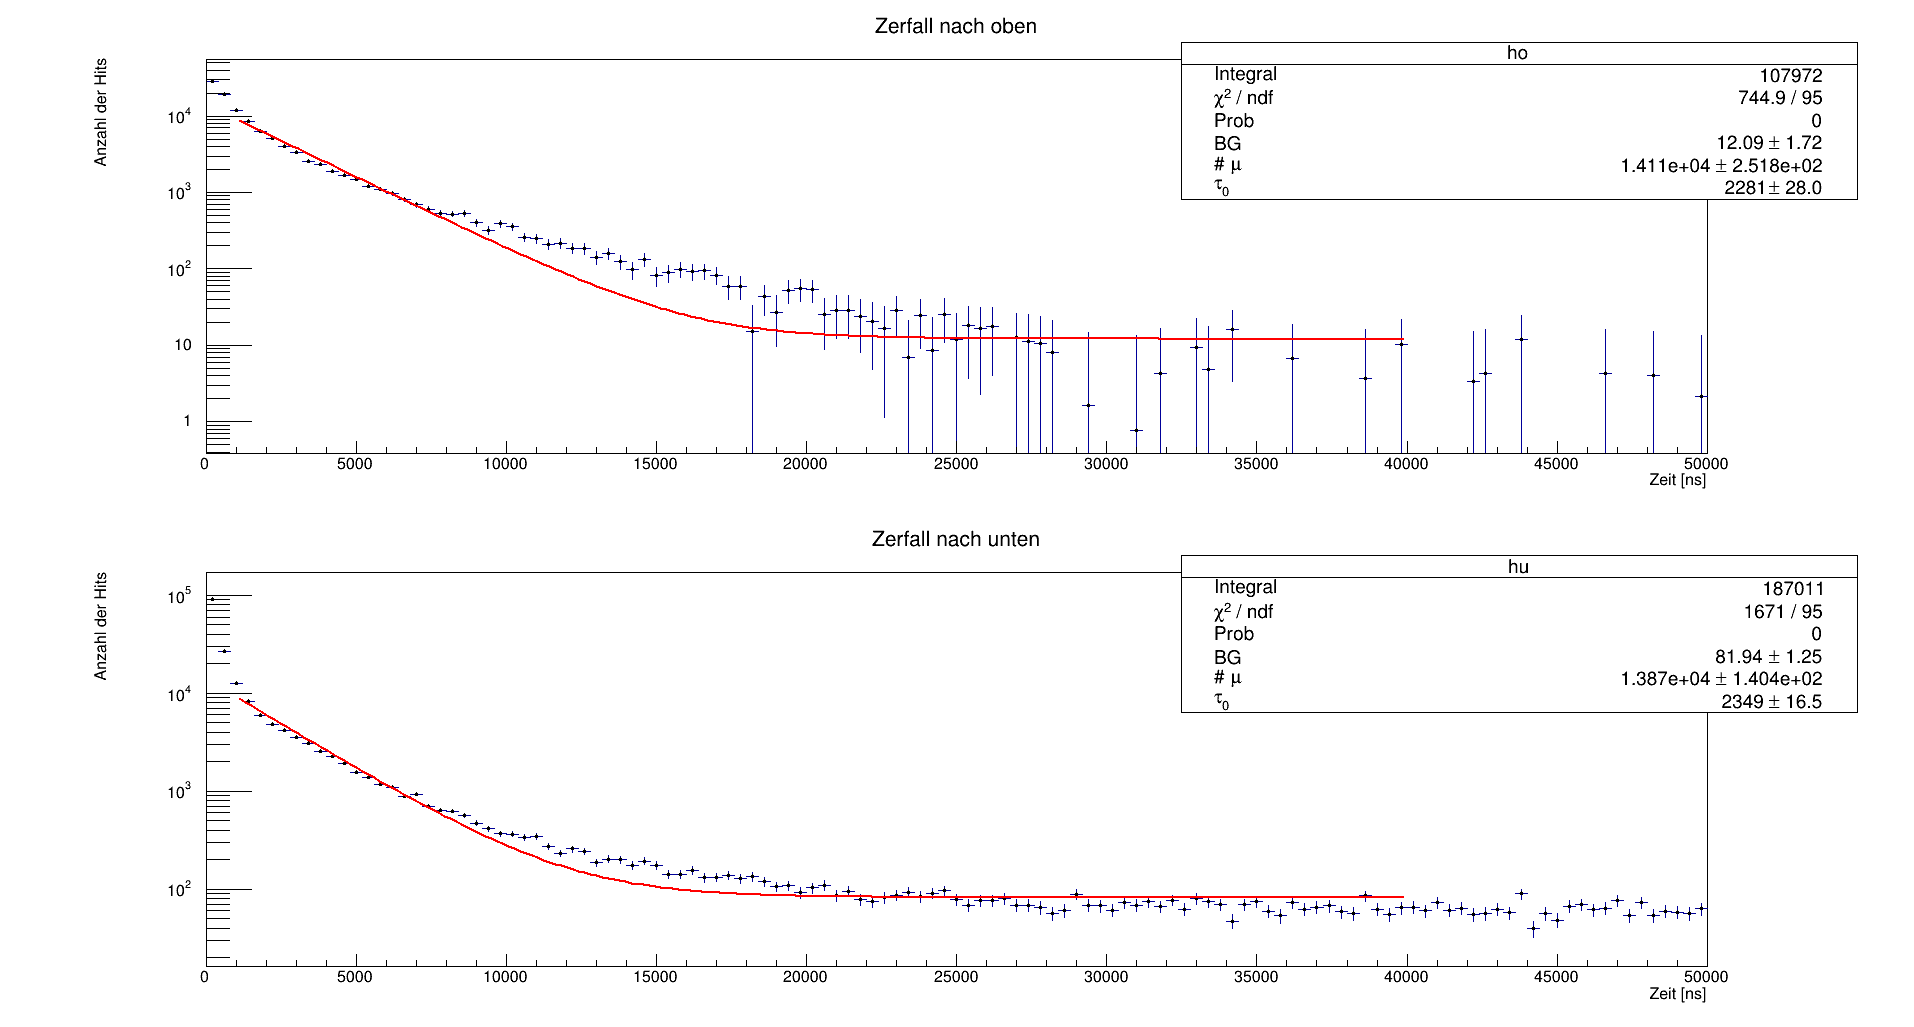 Zerfall nach oben
Anzahl der Hits
ho
Integral 107972
χ² / ndf 744.9 / 95
Prob 0
BG 12.09 ± 1.72
# μ 1.411e+04 ± 2.518e+02
τ₀ 2281 ± 28.0
10⁴
10³
10²
10
1
0 5000 10000 15000 20000 25000 30000 35000 40000 45000 50000
Zeit [ns]
Zerfall nach unten
Anzahl der Hits
hu
Integral 187011
χ² / ndf 1671 / 95
Prob 0
BG 81.94 ± 1.25
# μ 1.387e+04 ± 1.404e+02
τ₀ 2349 ± 16.5
10⁵
10⁴
10³
10²
0 5000 10000 15000 20000 25000 30000 35000 40000 45000 50000
Zeit [ns]